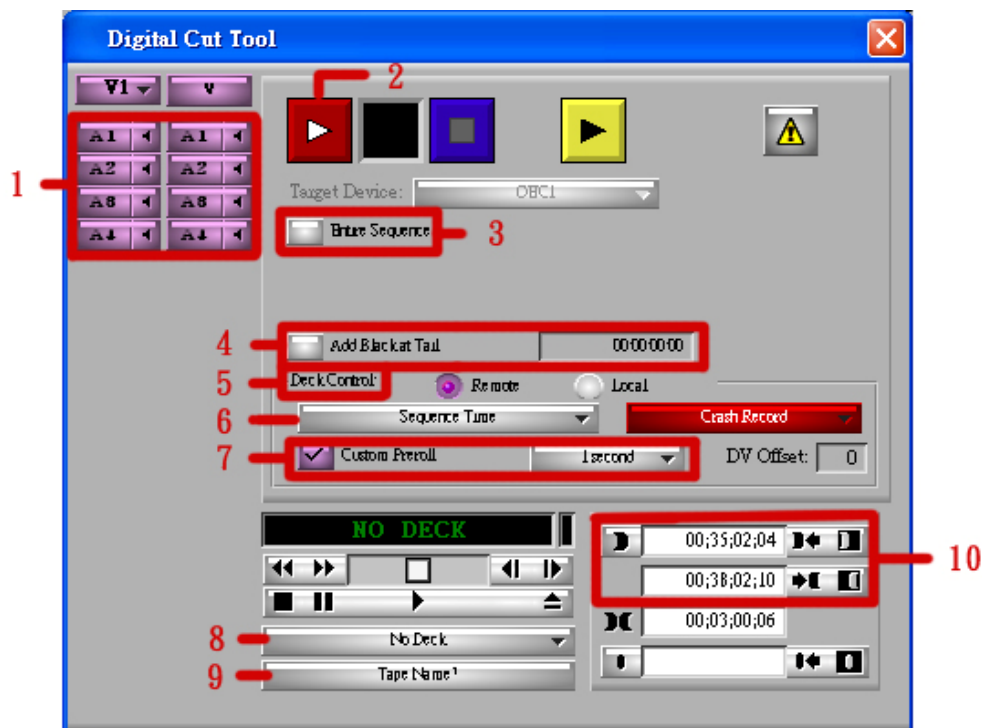 Digital Cut Tool
V1 V
2
1
A1 A1
A2 A2
A8 A8
A4 A4
Target Device: OHCI
Entire Sequence 3
4 Add Black at Tail 00:00:00:00
5 Deck Control: Remote Local
6 Sequence Time Crash Record
7 Custom Preroll 1 second DV Offset: 0
NO DECK
00;35;02;04
10
00;38;02;10
00;03;00;06
8 No Deck
9 Tape Name?